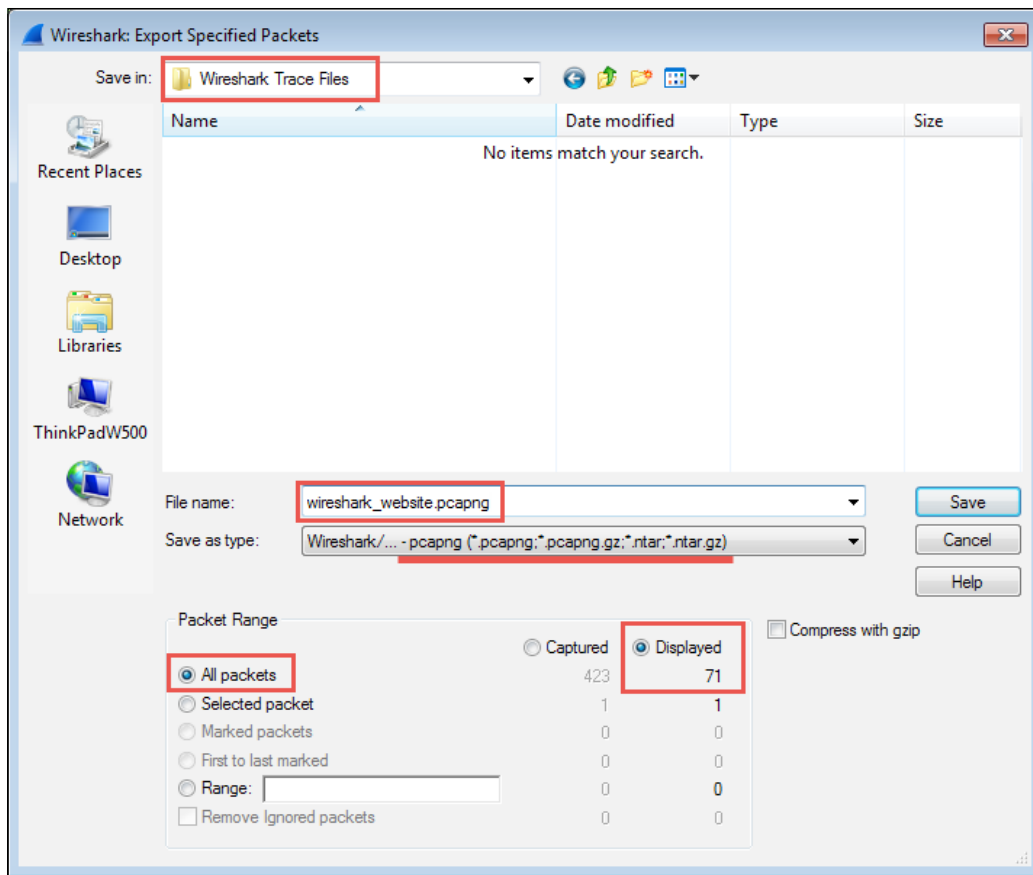 Wireshark: Export Specified Packets
Save in: Wireshark Trace Files
Name Date modified Type Size
No items match your search.
Recent Places
Desktop
Libraries
ThinkPadW500
Network
File name: wireshark_website.pcapng Save
Save as type: Wireshark/... - pcapng (*.pcapng;*.pcapng.gz;*.ntar;*.ntar.gz) Cancel
Help
Packet Range
Compress with gzip
Captured Displayed
All packets 423 71
Selected packet 1 1
Marked packets 0 0
First to last marked 0 0
Range: 0 0
Remove Ignored packets 0 0